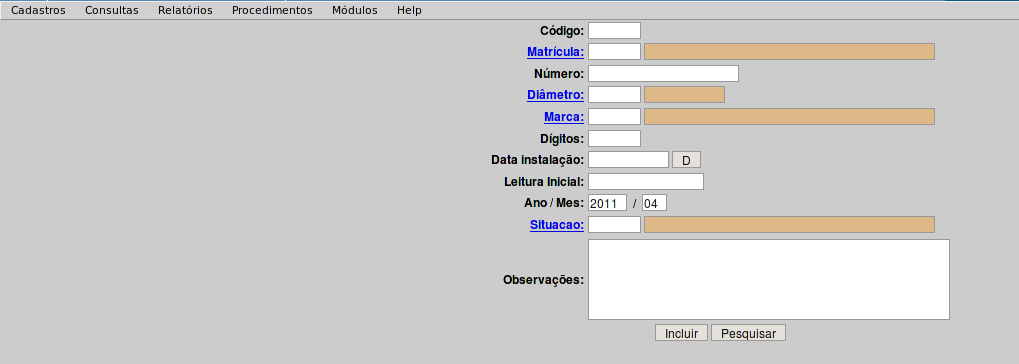 Cadastros Consultas Relatórios Procedimentos Módulos Help
Código:
Matrícula:
Número:
Diâmetro:
Marca:
Dígitos:
Data instalação: D
Leitura Inicial:
Ano / Mes: 2011 / 04
Situacao:
Observações:
Incluir Pesquisar